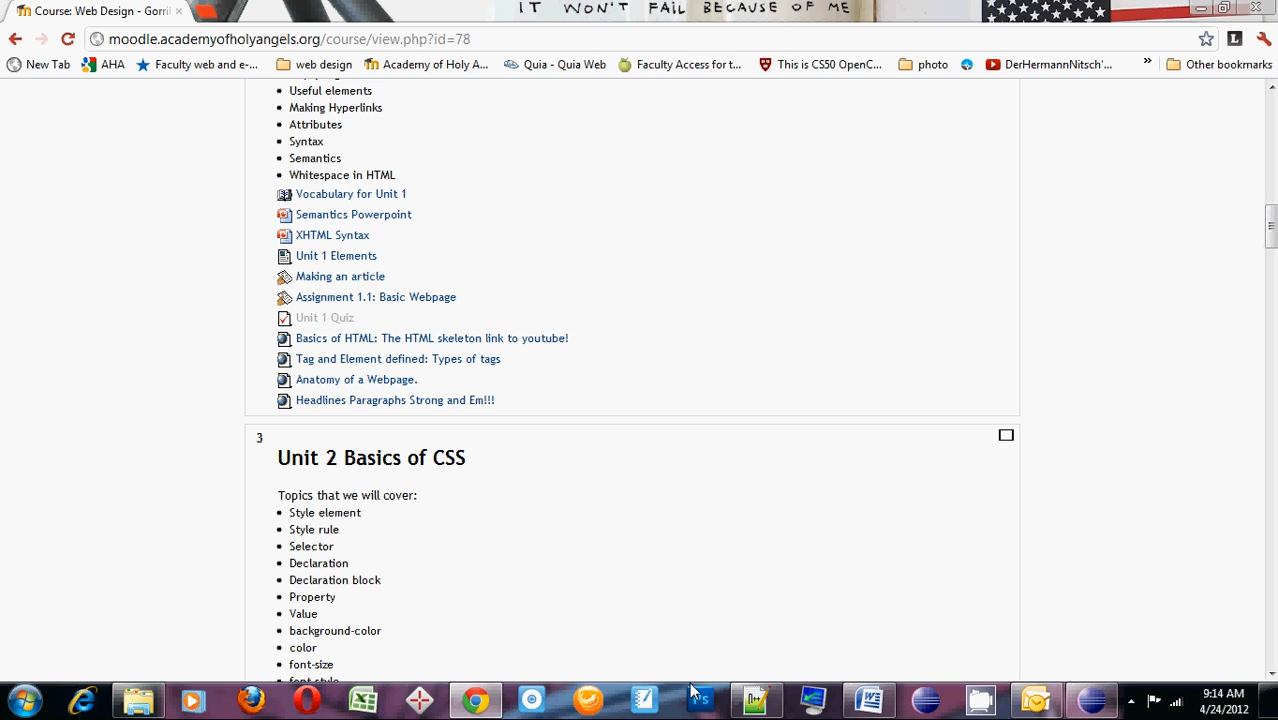 Course: Web Design - Gorril
IT WON'T FAIL BECAUSE OF ME
moodle.academyofholyangels.org/course/view.php?id=78
New Tab AHA Faculty web and e-... web design Academy of Holy A... Quia - Quia Web Faculty Access for t... This is CS50 OpenC... photo DerHermannNitsch'... » Other bookmarks
Useful elements
Making Hyperlinks
Attributes
Syntax
Semantics
Whitespace in HTML
Vocabulary for Unit 1
Semantics Powerpoint
XHTML Syntax
Unit 1 Elements
Making an article
Assignment 1.1: Basic Webpage
Unit 1 Quiz
Basics of HTML: The HTML skeleton link to youtube!
Tag and Element defined: Types of tags
Anatomy of a Webpage.
Headlines Paragraphs Strong and Em!!!
3
Unit 2 Basics of CSS
Topics that we will cover:
Style element
Style rule
Selector
Declaration
Declaration block
Property
Value
background-color
color
font-size
font-style
Ps
9:14 AM
4/24/2012